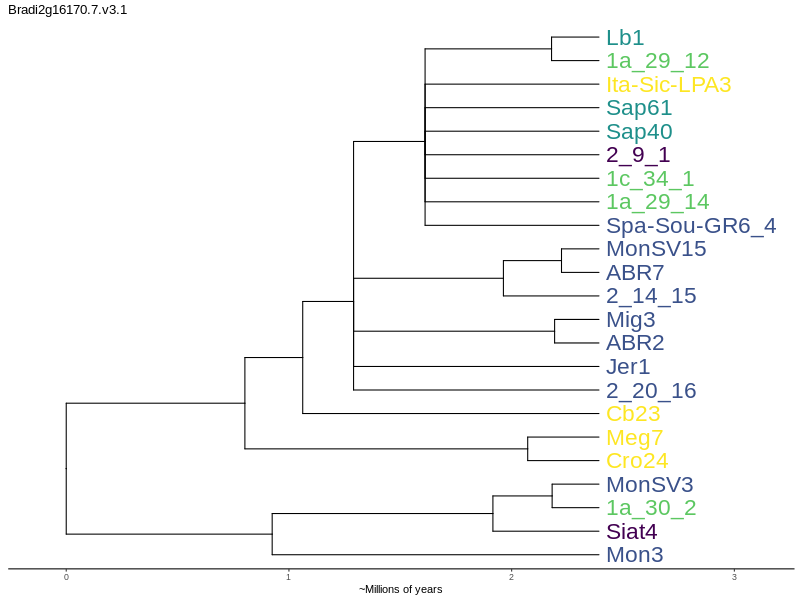 Bradi2g16170.7.v3.1
Lb1
1a_29_12
Ita-Sic-LPA3
Sap61
Sap40
2_9_1
1c_34_1
1a_29_14
Spa-Sou-GR6_4
MonSV15
ABR7
2_14_15
Mig3
ABR2
Jer1
2_20_16
Cb23
Meg7
Cro24
MonSV3
1a_30_2
Siat4
Mon3
0 1 2 3
~Millions of years